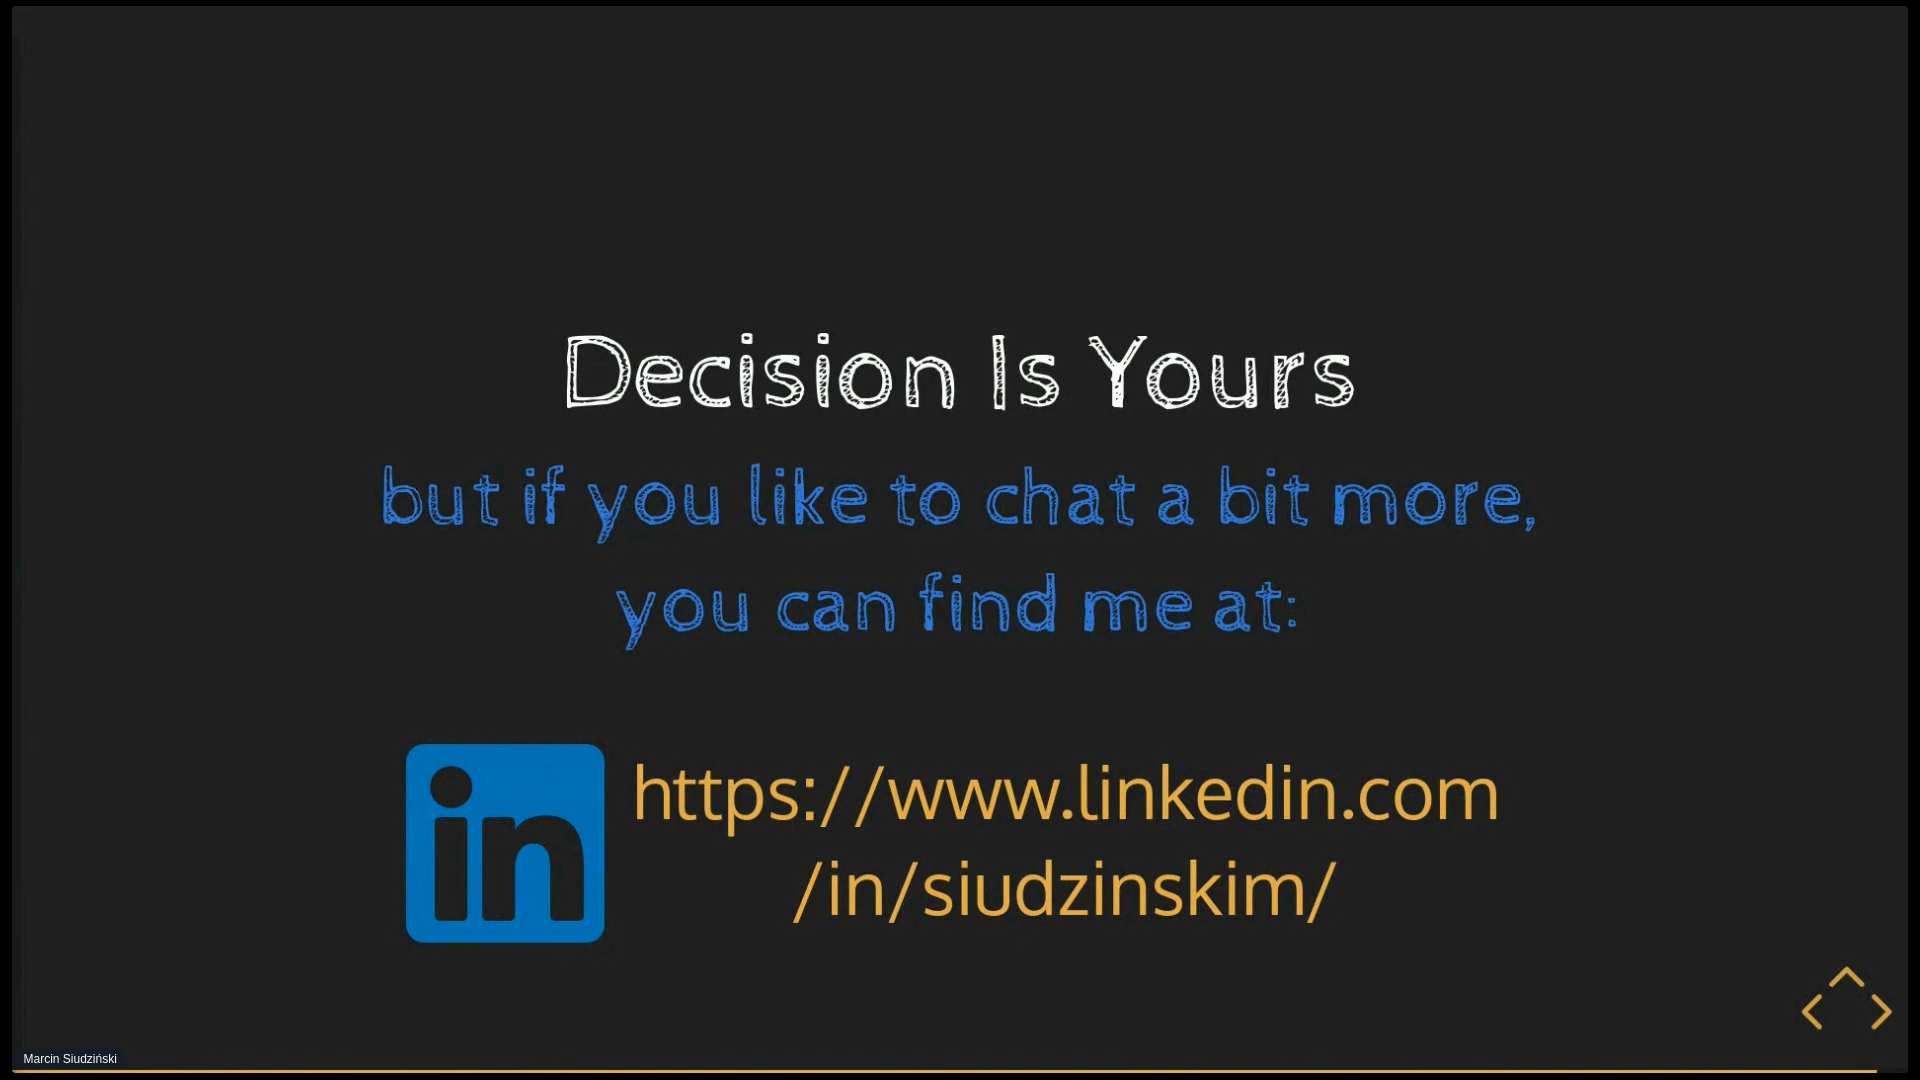 Decision Is Yours
but if you like to chat a bit more,
you can find me at:
in
https://www.linkedin.com
/in/siudzinskim/
Marcin Siudziński